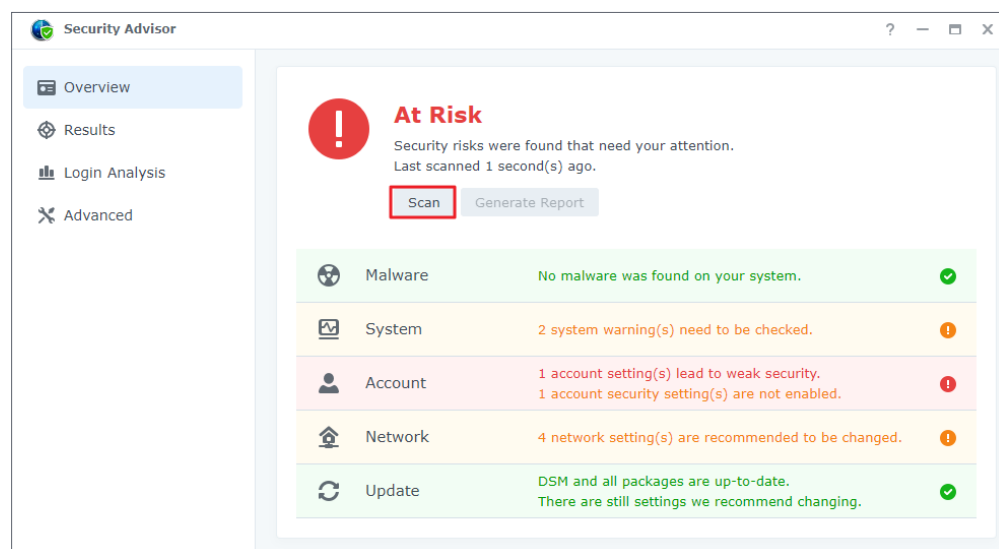 Security Advisor
?
Overview
Results
Login Analysis
Advanced
At Risk
Security risks were found that need your attention.
Last scanned 1 second(s) ago.
Scan Generate Report
Malware No malware was found on your system.
System 2 system warning(s) need to be checked.
Account 1 account setting(s) lead to weak security.
1 account security setting(s) are not enabled.
Network 4 network setting(s) are recommended to be changed.
Update DSM and all packages are up-to-date.
There are still settings we recommend changing.